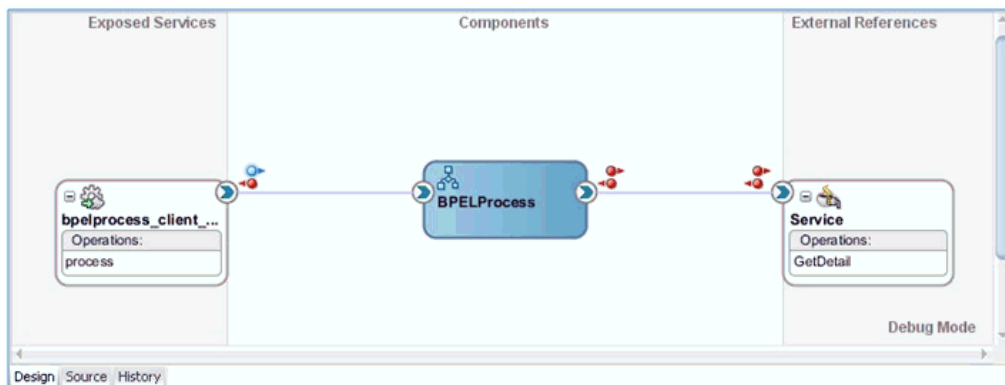 Exposed Services
Components
External References
bpelprocess_client_...
Operations:
process
BPELProcess
Service
Operations:
GetDetail
Debug Mode
Design Source History